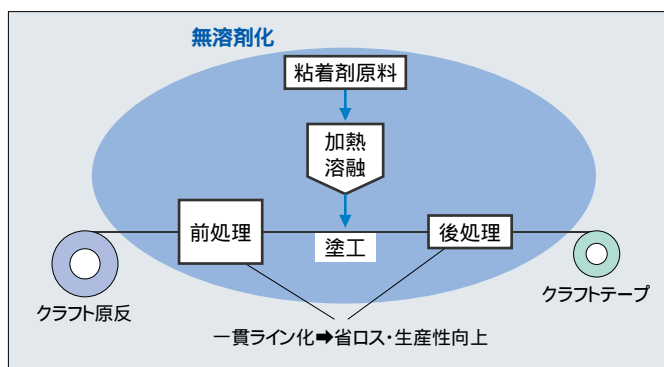 無溶剤化
粘着剤原料
加熱
溶融
前処理
塗工
後処理
クラフト原反
クラフトテープ
一貫ライン化➡省ロス・生産性向上